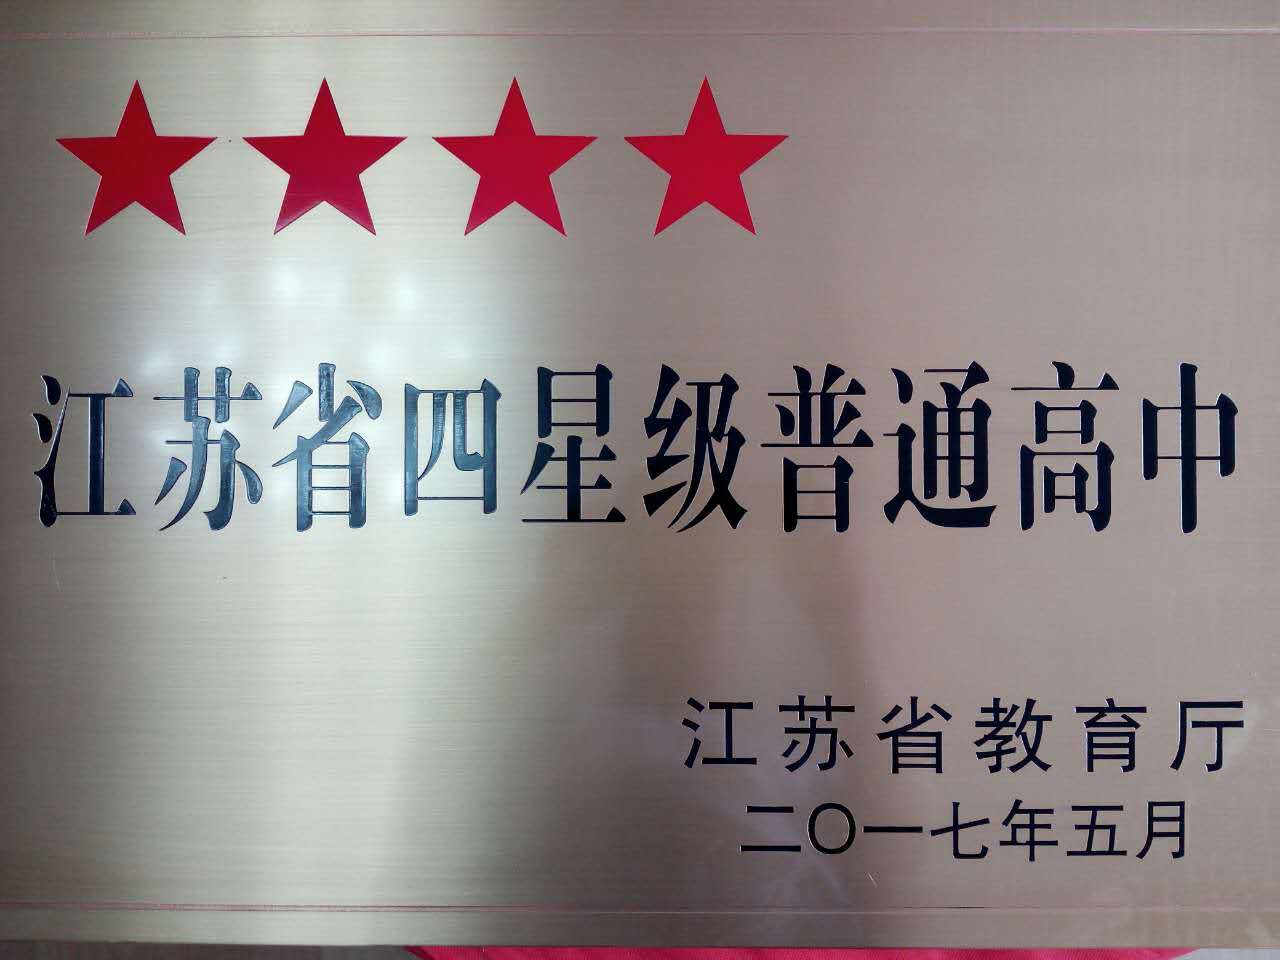 江苏省四星级普通高中
江苏省教育厅
二〇一七年五月